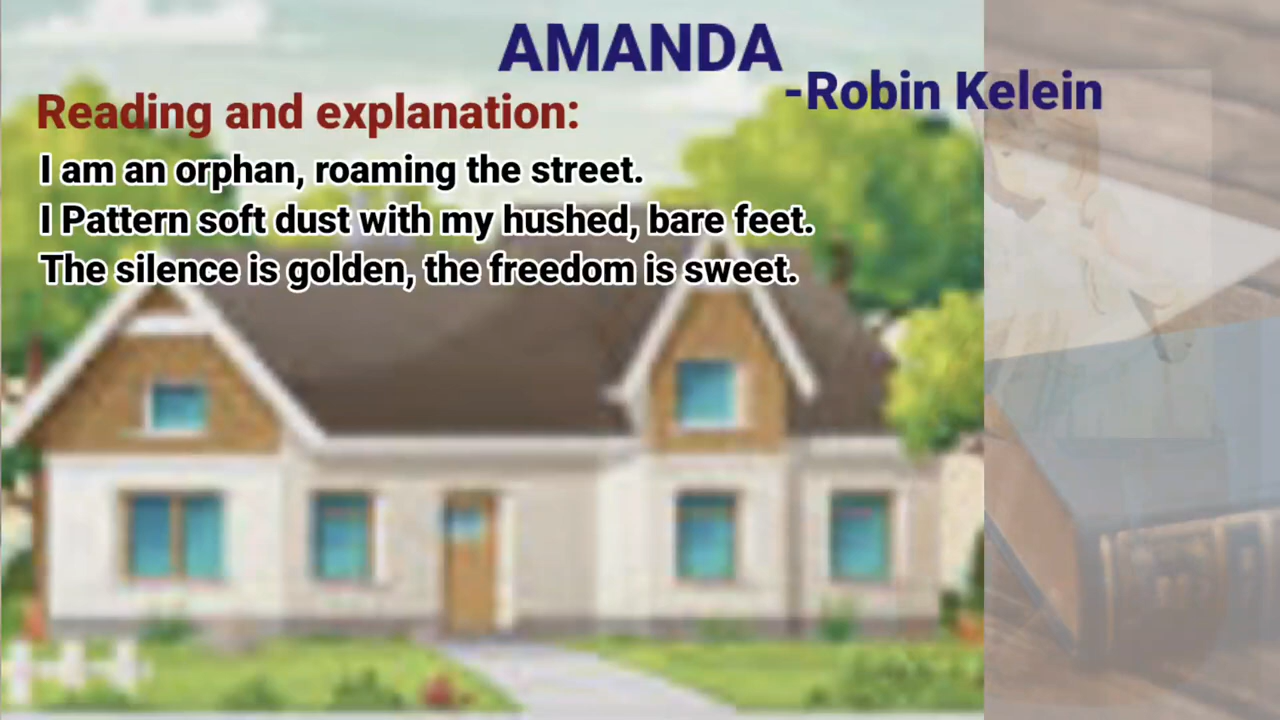 AMANDA
-Robin Kelein
Reading and explanation:
I am an orphan, roaming the street.
I Pattern soft dust with my hushed, bare feet.
The silence is golden, the freedom is sweet.